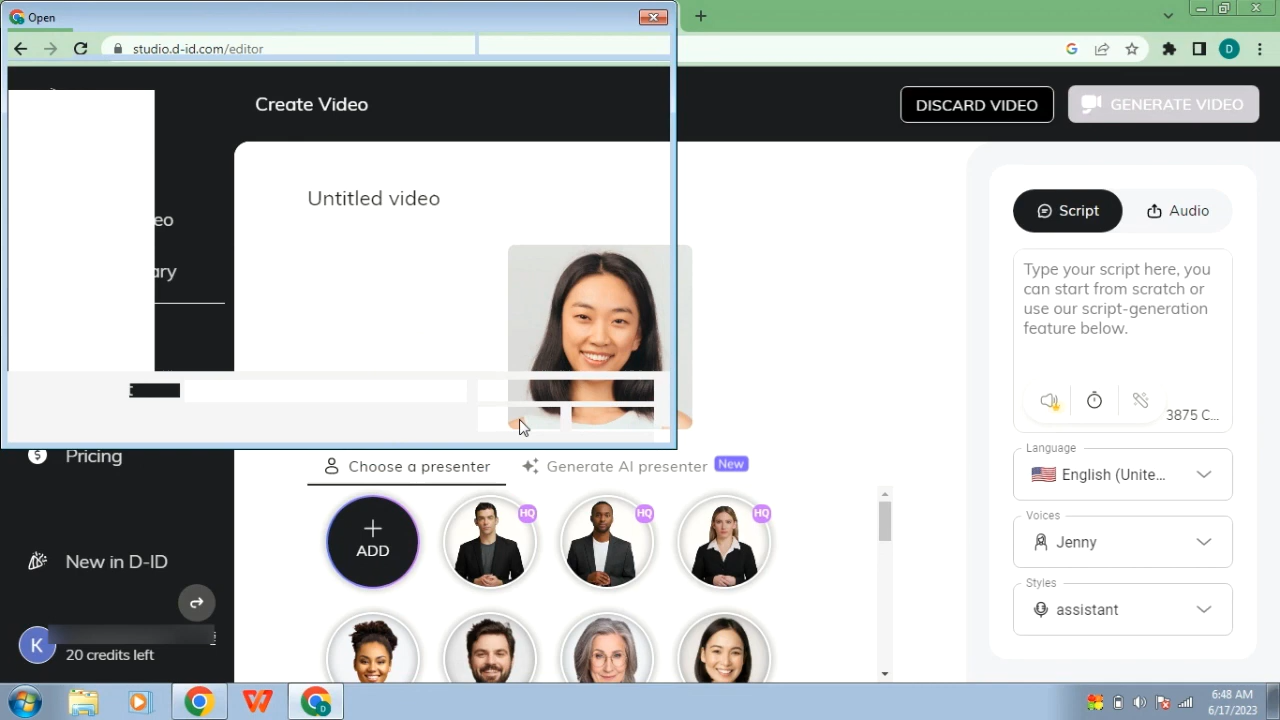 Open
studio.d-id.com/editor
D
Create Video
DISCARD VIDEO
GENERATE VIDEO
Untitled video
Script
Audio
Type your script here, you
can start from scratch or
use our script-generation
feature below.
3875 C...
Pricing
Choose a presenter
Generate AI presenter
New
Language
English (Unite...
ADD
HQ
HQ
HQ
Voices
Jenny
New in D-ID
Styles
assistant
K
20 credits left
6:48 AM
6/17/2023